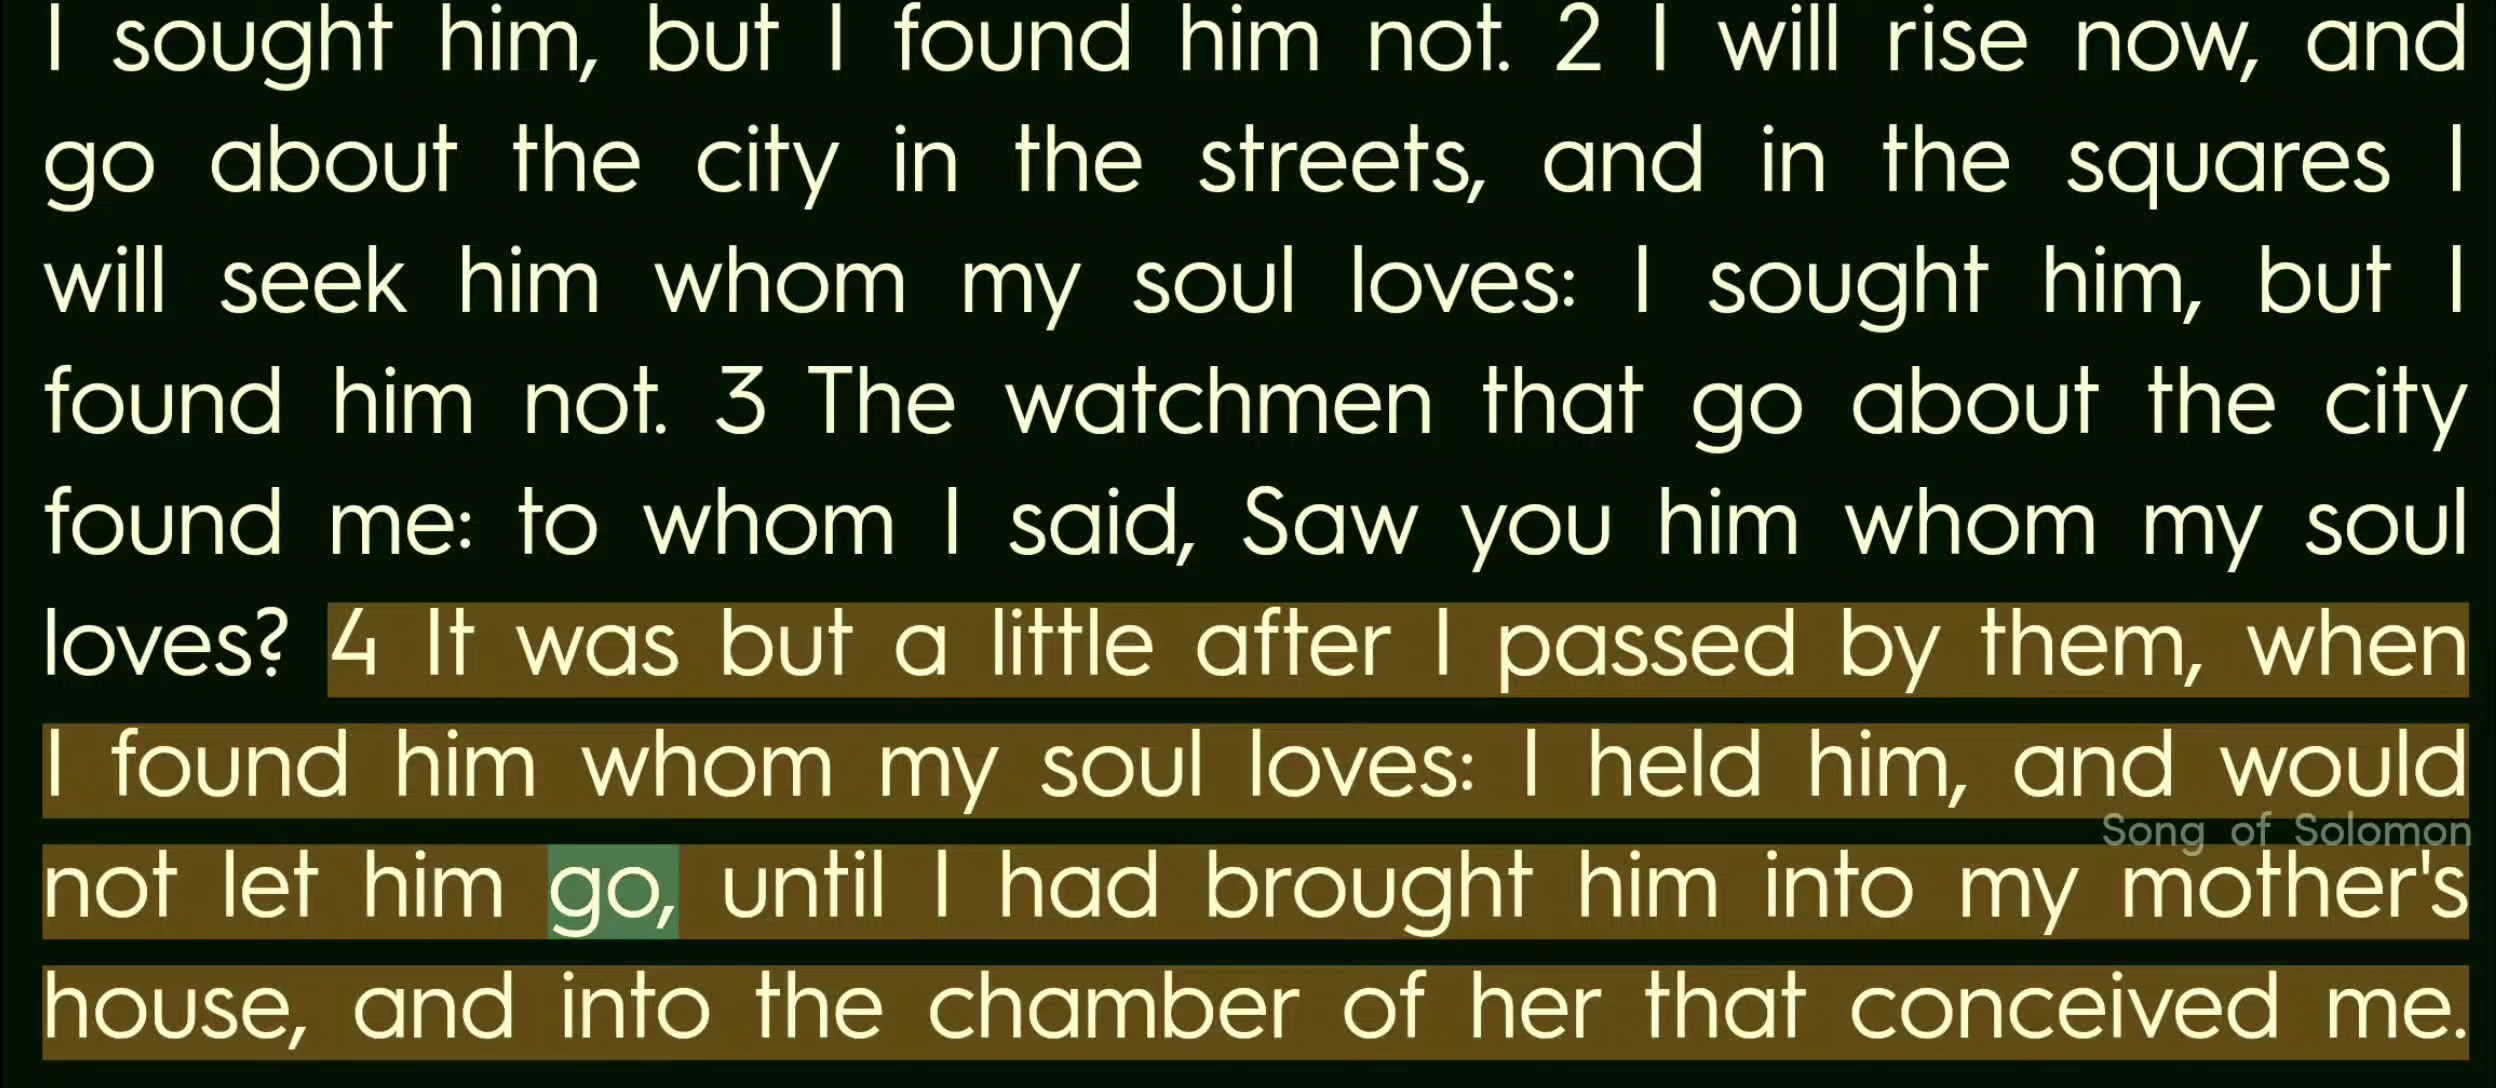 I sought him, but I found him not. 2 I will rise now, and
go about the city in the streets, and in the squares I
will seek him whom my soul loves: I sought him, but I
found him not. 3 The watchmen that go about the city
found me: to whom I said, Saw you him whom my soul
loves? 4 It was but a little after I passed by them, when
I found him whom my soul loves: I held him, and would
Song of Solomon
not let him go, until I had brought him into my mother's
house, and into the chamber of her that conceived me.